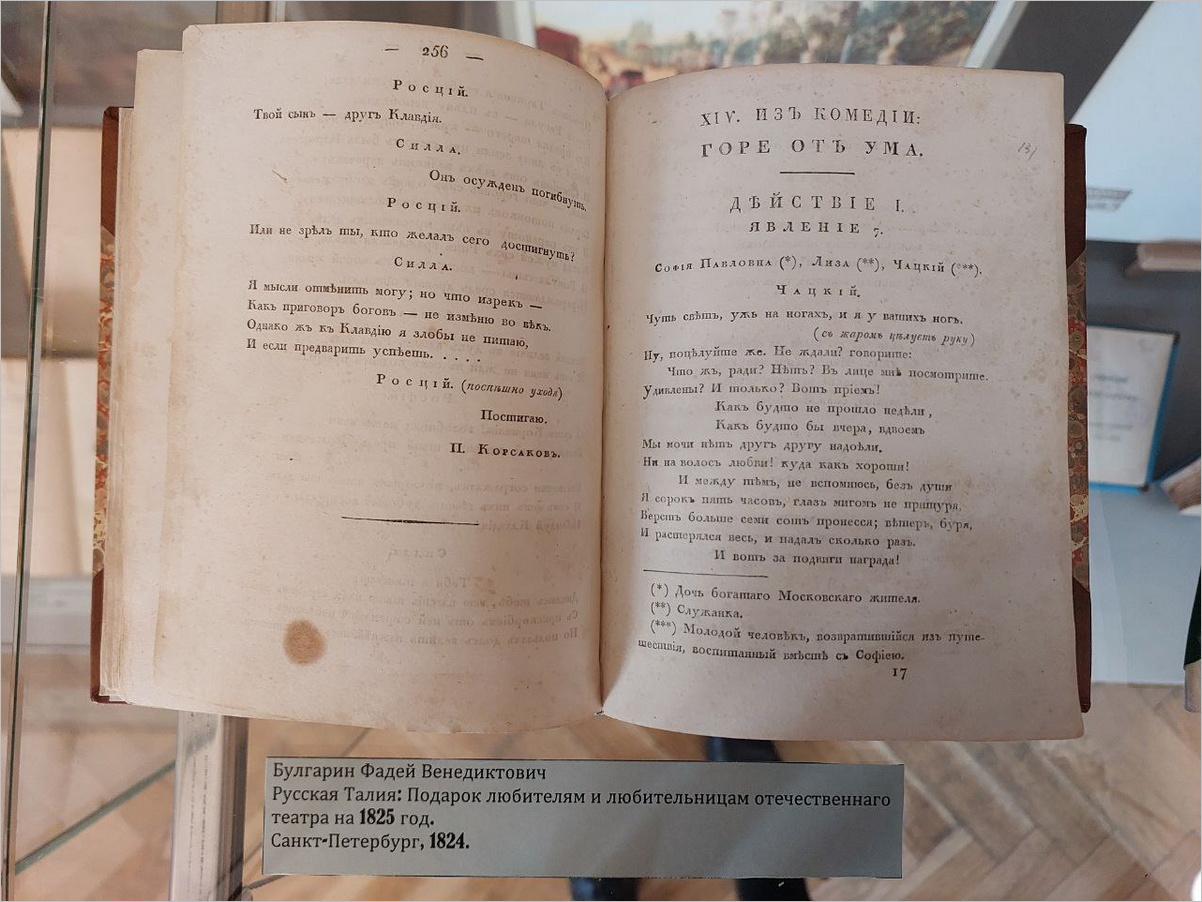 — 256 —
Росцій.
Твой сынъ — другъ Клавдія.
Силла.
Онъ осужденъ погибнуть.
Росцій.
Или не зрѣлъ ты, кто желалъ сего достигнуть?
Силла.
Я мысли отмѣнить могу; но что изрекъ —
Какъ приговоръ боговъ — не измѣню во вѣкъ.
Однако жъ къ Клавдію я злобы не питаю,
И если предварить успѣешь. . . . .
Росцій. (поспѣшно уходя)
Постигаю.
П. Корсаковъ.
XIV. ИЗЪ КОМЕДІИ:
ГОРЕ ОТЪ УМА.
131
ДѢЙСТВІЕ I.
ЯВЛЕНІЕ 7.
Софія Павловна (*), Лиза (**), Чацкій (***).
Чацкій.
Чуть свѣтъ, ужъ на ногахъ, и я у вашихъ ногъ.
(съ жаромъ цѣлуетъ руку)
Ну, поцѣлуйте же. Не ждали? говорите:
Что жъ, ради? Нѣтъ? Въ лице мнѣ посмотрите.
Удивлены? И только? Вотъ пріемъ!
Какъ будто не прошло недѣли,
Какъ будто бы вчера, вдвоемъ
Мы мочи нѣтъ другъ другу надоѣли.
Ни на волосъ любви! куда какъ хороши!
И между тѣмъ, не вспомнюсь, безъ души
Я сорокъ пять часовъ, глазъ мигомъ не прищуря,
Верстъ больше семи сотъ пронесся; вѣтеръ, буря,
И растерялся весь, и падалъ сколько разъ.
И вотъ за подвиги награда!
(*) Дочь богатаго Московскаго жителя.
(**) Служанка.
(***) Молодой человѣкъ, возвратившійся изъ путе-
шествія, воспитанный вмѣстѣ съ Софіею.
17
Булгарин Фадей Венедиктович
Русская Талия: Подарок любителям и любительницам отечественнаго
театра на 1825 год.
Санкт-Петербург, 1824.